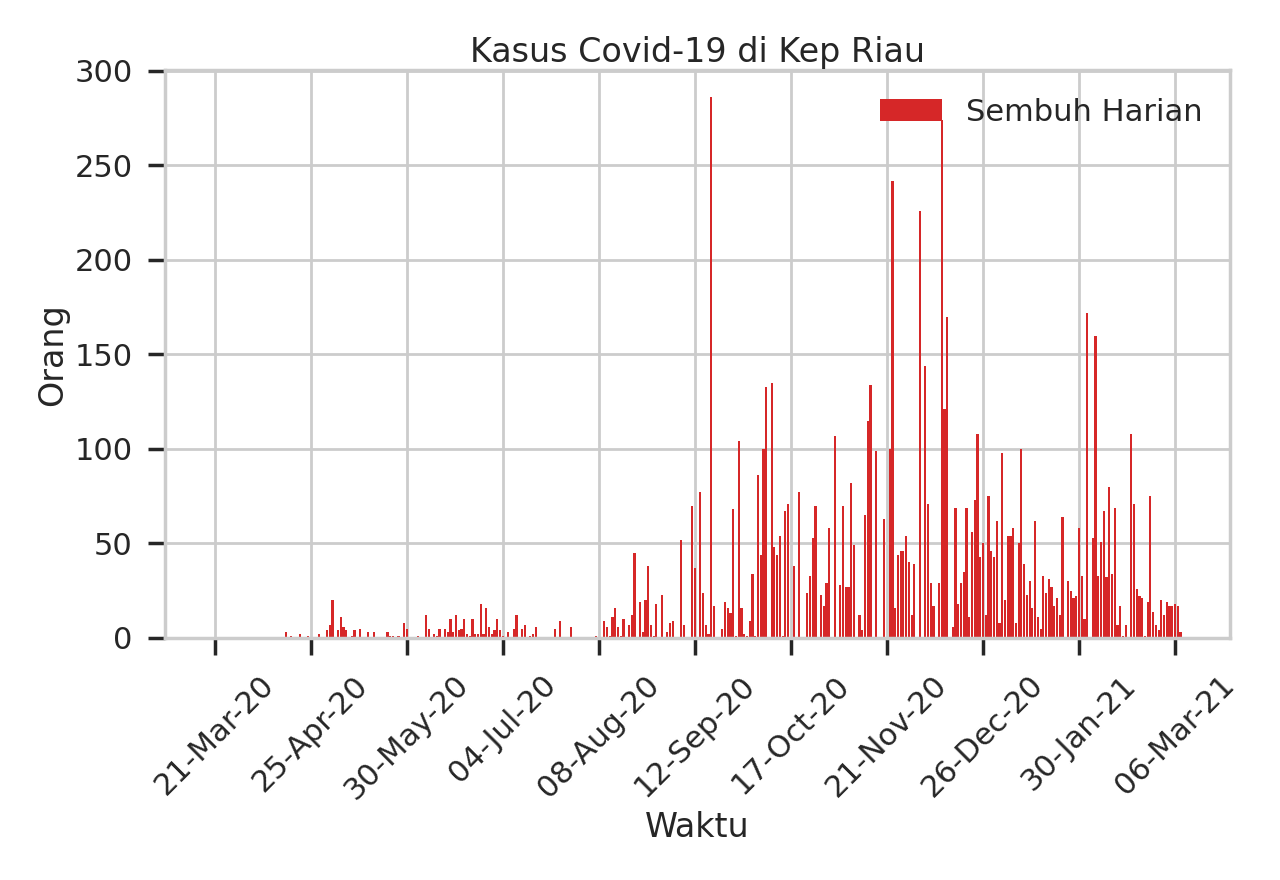 Kasus Covid-19 di Kep Riau
Sembuh Harian
Orang
300
250
200
150
100
50
0
21-Mar-20
25-Apr-20
30-May-20
04-Jul-20
08-Aug-20
12-Sep-20
17-Oct-20
21-Nov-20
26-Dec-20
30-Jan-21
06-Mar-21
Waktu